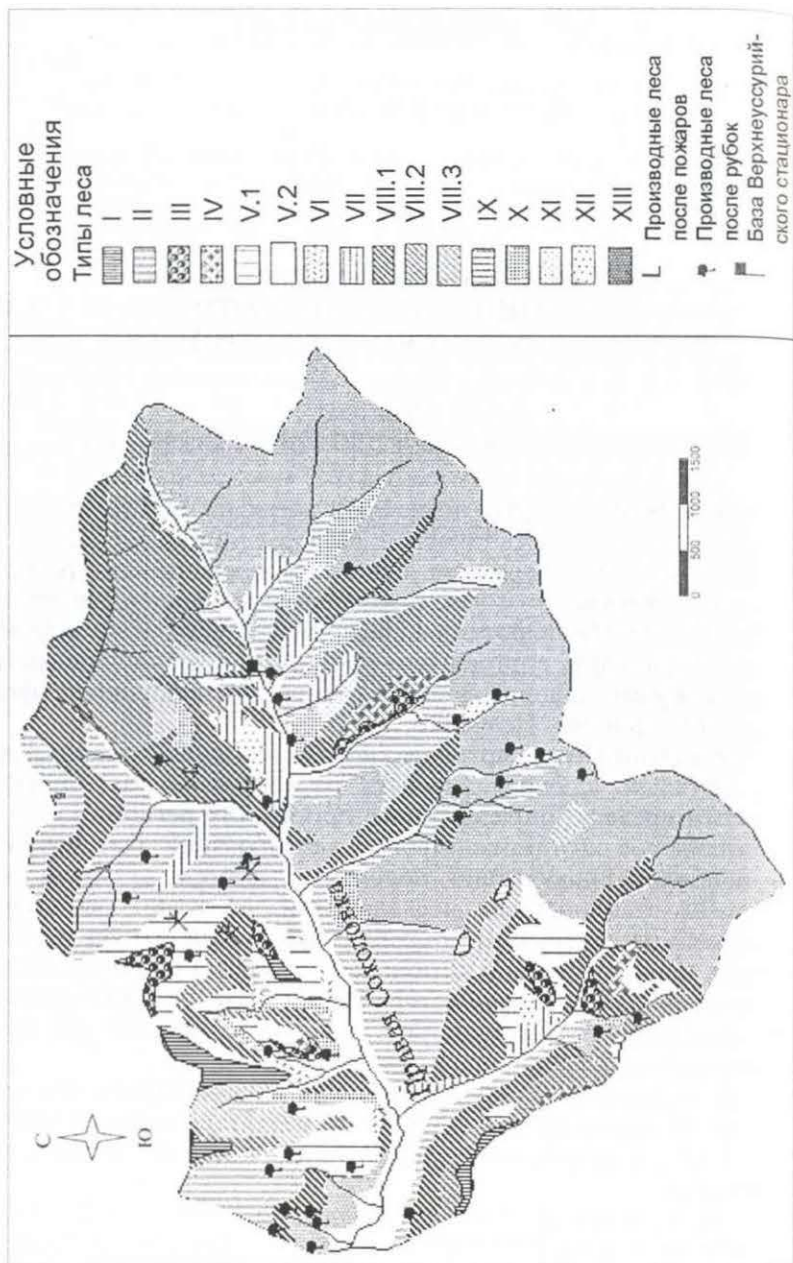 Условные
обозначения
Типы леса
I
II
III
IV
V.1
V.2
VI
VII
VIII.1
VIII.2
VIII.3
IX
X
XI
XII
XIII
Производные леса
после пожаров
Производные леса
после рубок
База Верхнеуссурий-
ского стационара
С
Ю
Правая Соколовка
0 500 1000 1500